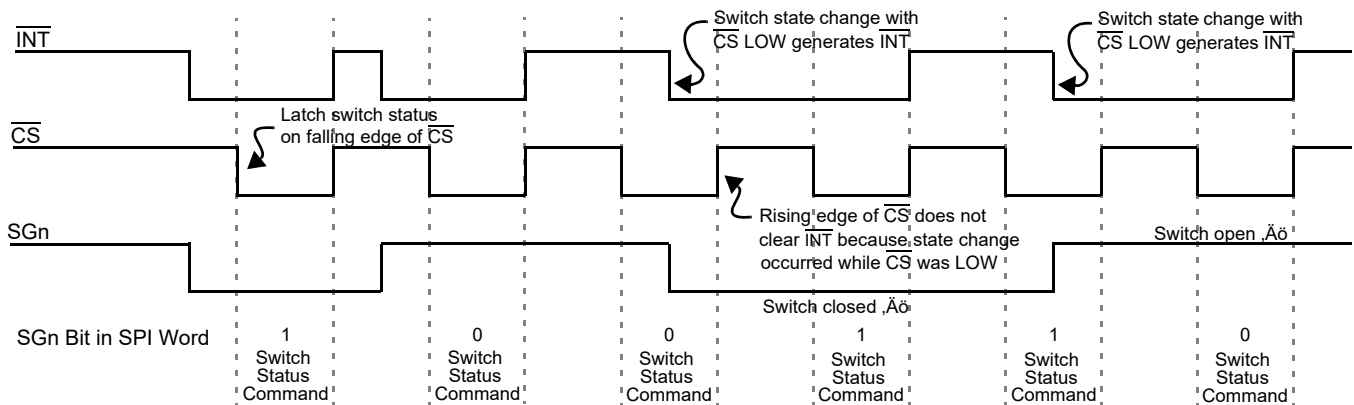 Switch state change with
CS LOW generates INT
Switch state change with
CS LOW generates INT
INT
Latch switch status
on falling edge of CS
CS
Rising edge of CS does not
clear INT because state change
occurred while CS was LOW
SGn
Switch open ‚Äö
Switch closed ‚Äö
SGn Bit in SPI Word
1
Switch
Status
Command
0
Switch
Status
Command
0
Switch
Status
Command
1
Switch
Status
Command
1
Switch
Status
Command
0
Switch
Status
Command